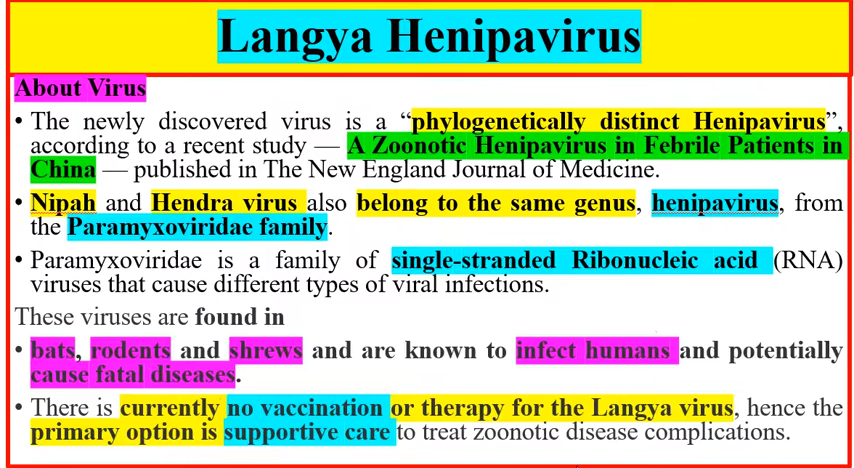 Langya Henipavirus
About Virus
• The newly discovered virus is a “phylogenetically distinct Henipavirus”,
according to a recent study — A Zoonotic Henipavirus in Febrile Patients in
China — published in The New England Journal of Medicine.
• Nipah and Hendra virus also belong to the same genus, henipavirus, from
the Paramyxoviridae family.
• Paramyxoviridae is a family of single-stranded Ribonucleic acid (RNA)
viruses that cause different types of viral infections.
These viruses are found in
• bats, rodents and shrews and are known to infect humans and potentially
cause fatal diseases.
• There is currently no vaccination or therapy for the Langya virus, hence the
primary option is supportive care to treat zoonotic disease complications.